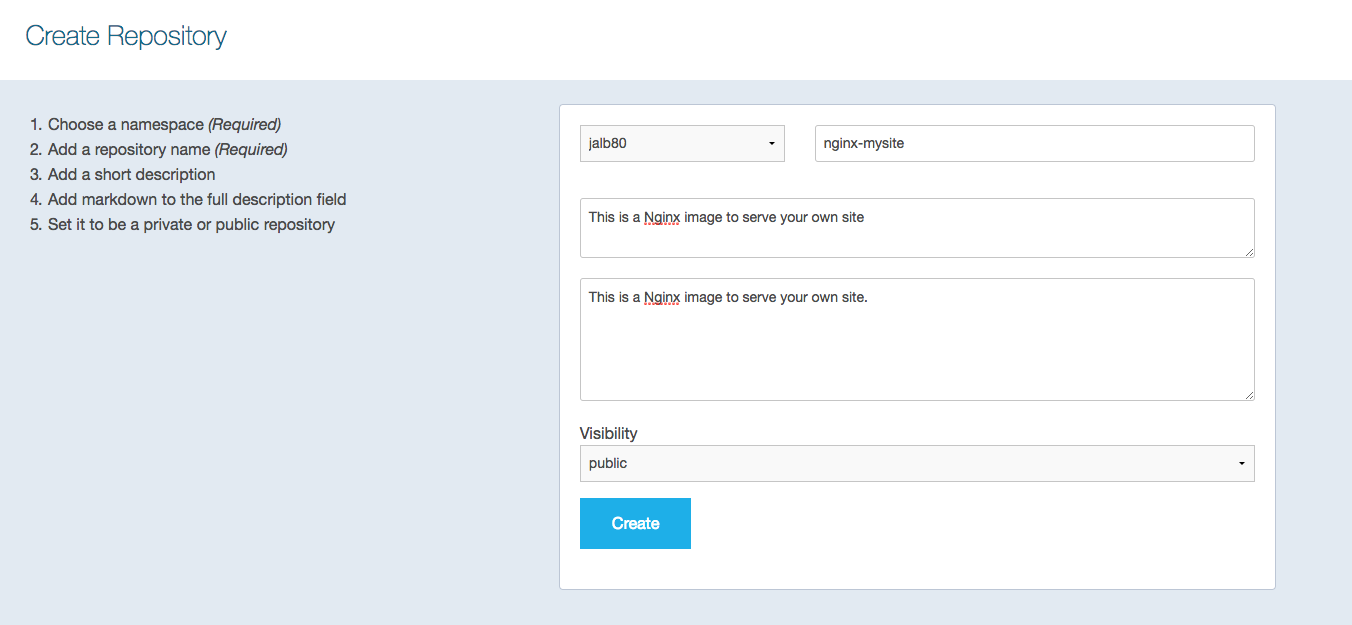 Create Repository
1. Choose a namespace (Required)
2. Add a repository name (Required)
3. Add a short description
4. Add markdown to the full description field
5. Set it to be a private or public repository
jalb80
nginx-mysite
This is a Nginx image to serve your own site
This is a Nginx image to serve your own site.
Visibility
public
Create